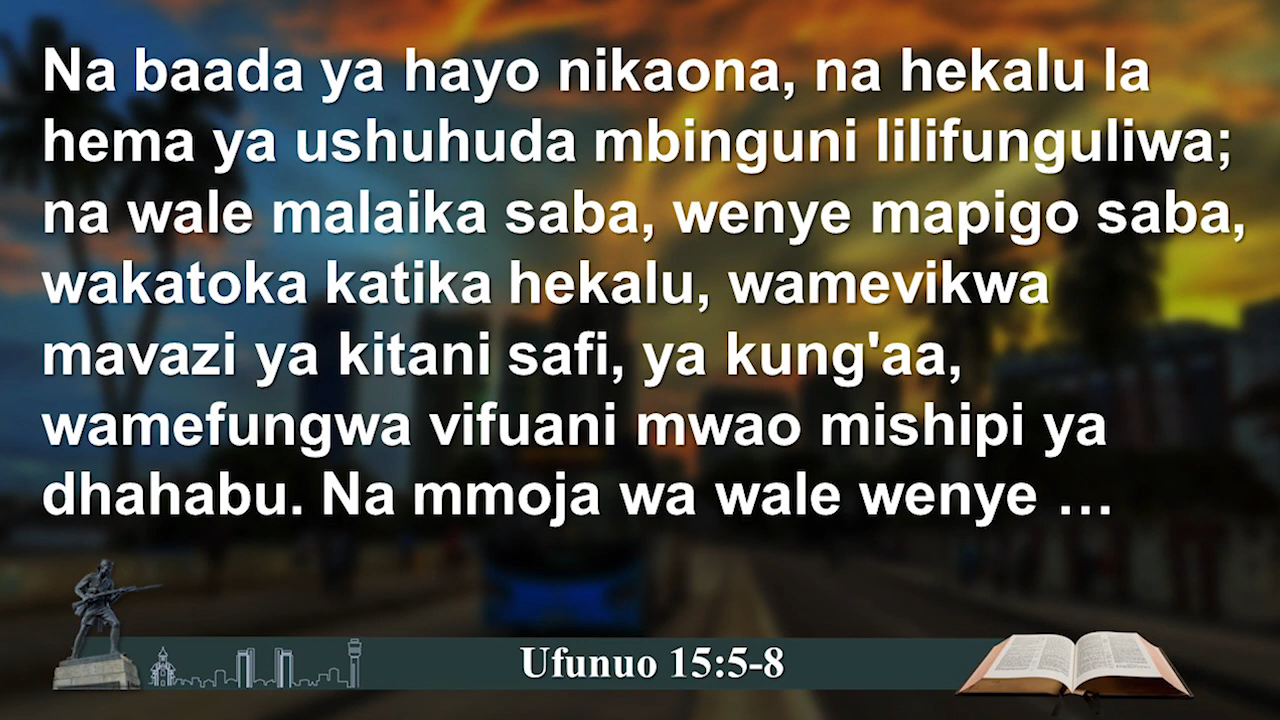 Na baada ya hayo nikaona, na hekalu la
hema ya ushuhuda mbinguni lilifunguliwa;
na wale malaika saba, wenye mapigo saba,
wakatoka katika hekalu, wamevikwa
mavazi ya kitani safi, ya kung'aa,
wamefungwa vifuani mwao mishipi ya
dhahabu. Na mmoja wa wale wenye …
Ufunuo 15:5-8